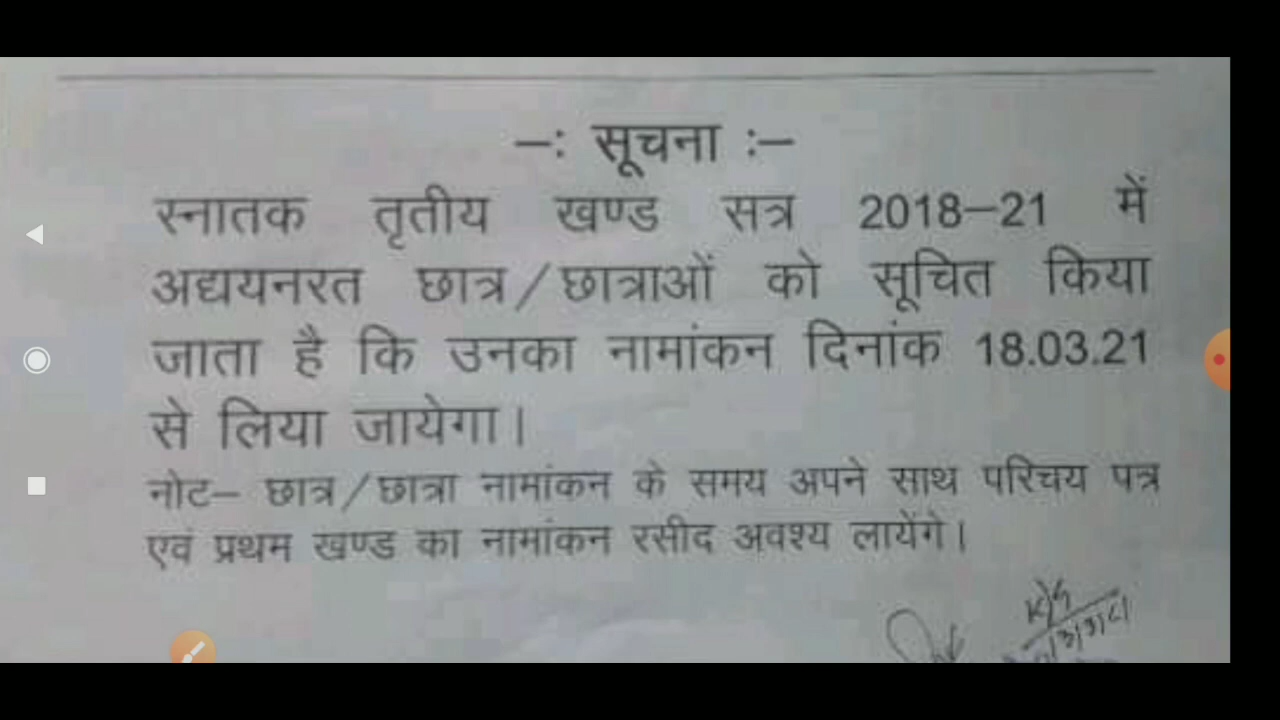 –: सूचना :–
स्नातक तृतीय खण्ड सत्र 2018–21 में
अद्ययनरत छात्र/छात्राओं को सूचित किया
जाता है कि उनका नामांकन दिनांक 18.03.21
से लिया जायेगा।
नोट– छात्र/छात्रा नामांकन के समय अपने साथ परिचय पत्र
एवं प्रथम खण्ड का नामांकन रसीद अवश्य लायेंगे।